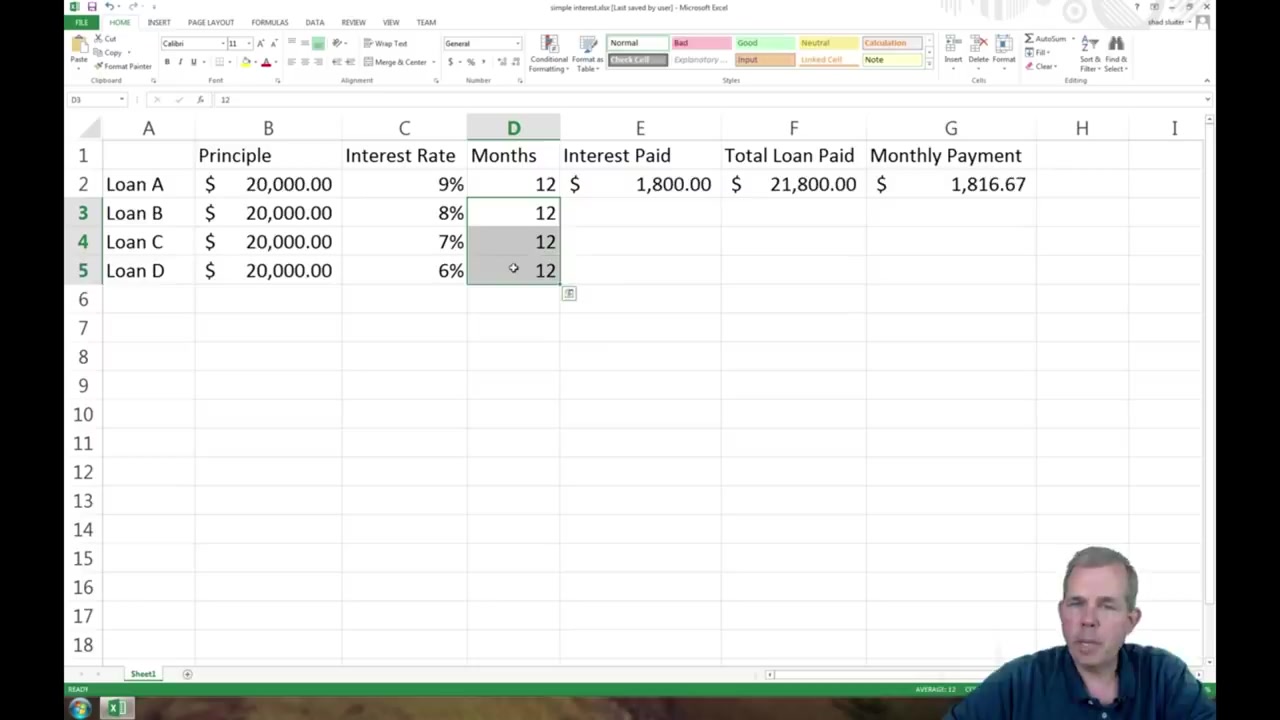 simple interest.xlsx [Last saved by user] - Microsoft Excel
FILE HOME INSERT PAGE LAYOUT FORMULAS DATA REVIEW VIEW TEAM shad sluiter
Paste Cut Copy Format Painter Calibri 11 Wrap Text Merge & Center General Conditional Formatting Format as Table Normal Bad Good Neutral Calculation
Check Cell Explanatory ... Input Linked Cell Note Insert Delete Format AutoSum Fill Clear Sort & Filter Find & Select
Clipboard Font Alignment Number Styles Cells Editing
D3 fx 12
A B C D E F G H I
1 Principle Interest Rate Months Interest Paid Total Loan Paid Monthly Payment
2 Loan A $ 20,000.00 9% 12 $ 1,800.00 $ 21,800.00 $ 1,816.67
3 Loan B $ 20,000.00 8% 12
4 Loan C $ 20,000.00 7% 12
5 Loan D $ 20,000.00 6% 12
6
7
8
9
10
11
12
13
14
15
16
17
18
Sheet1
READY AVERAGE: 12